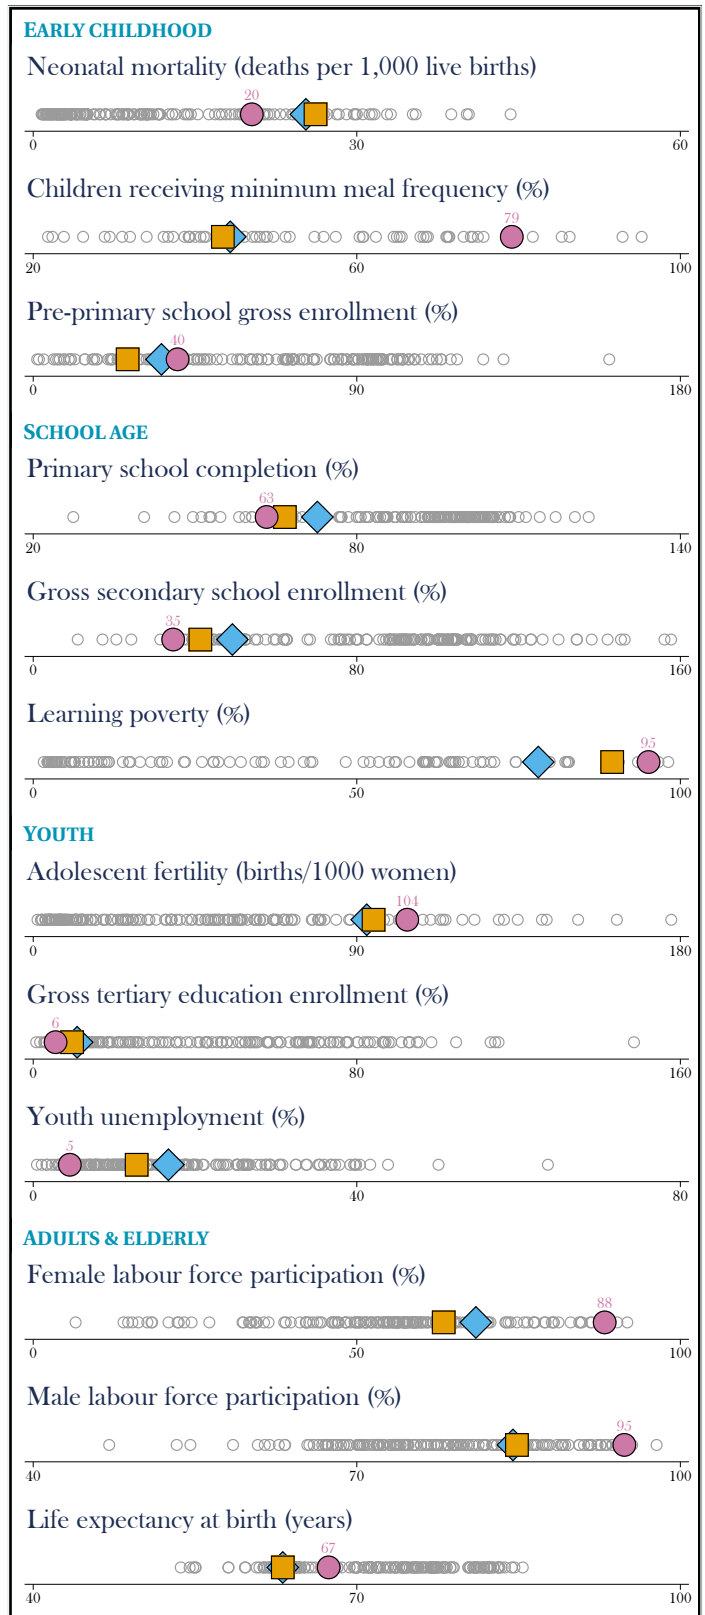 EARLY CHILDHOOD
Neonatal mortality (deaths per 1,000 live births)
20
0 30 60
Children receiving minimum meal frequency (%)
79
20 60 100
Pre-primary school gross enrollment (%)
40
0 90 180
SCHOOL AGE
Primary school completion (%)
63
20 80 140
Gross secondary school enrollment (%)
35
0 80 160
Learning poverty (%)
95
0 50 100
YOUTH
Adolescent fertility (births/1000 women)
104
0 90 180
Gross tertiary education enrollment (%)
6
0 80 160
Youth unemployment (%)
5
0 40 80
ADULTS & ELDERLY
Female labour force participation (%)
88
0 50 100
Male labour force participation (%)
95
40 70 100
Life expectancy at birth (years)
67
40 70 100